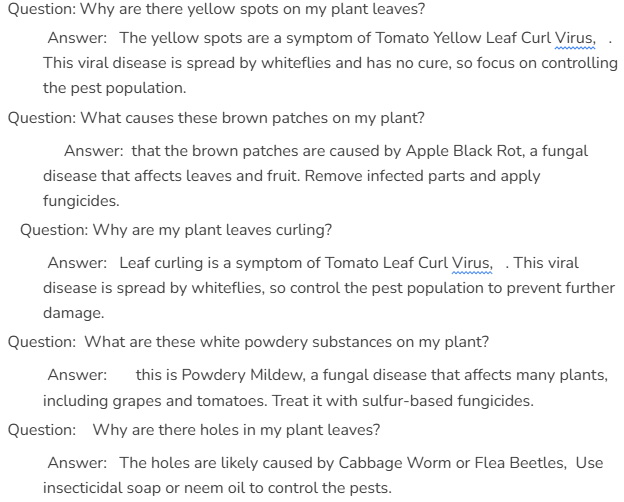 Question: Why are there yellow spots on my plant leaves?
Answer: The yellow spots are a symptom of Tomato Yellow Leaf Curl Virus, .
This viral disease is spread by whiteflies and has no cure, so focus on controlling
the pest population.
Question: What causes these brown patches on my plant?
Answer: that the brown patches are caused by Apple Black Rot, a fungal
disease that affects leaves and fruit. Remove infected parts and apply
fungicides.
Question: Why are my plant leaves curling?
Answer: Leaf curling is a symptom of Tomato Leaf Curl Virus, . This viral
disease is spread by whiteflies, so control the pest population to prevent further
damage.
Question: What are these white powdery substances on my plant?
Answer: this is Powdery Mildew, a fungal disease that affects many plants,
including grapes and tomatoes. Treat it with sulfur-based fungicides.
Question: Why are there holes in my plant leaves?
Answer: The holes are likely caused by Cabbage Worm or Flea Beetles, Use
insecticidal soap or neem oil to control the pests.